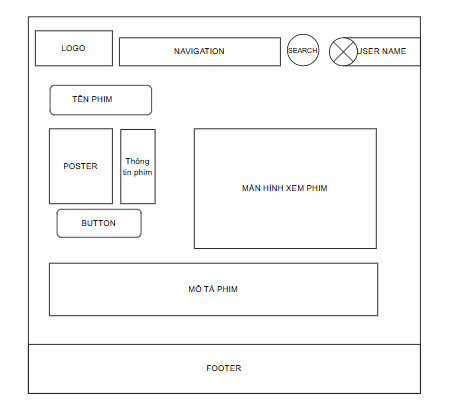 LOGO
NAVIGATION
SEARCH
USER NAME
TÊN PHIM
POSTER
Thông
tin phim
MÀN HÌNH XEM PHIM
BUTTON
MÔ TẢ PHIM
FOOTER